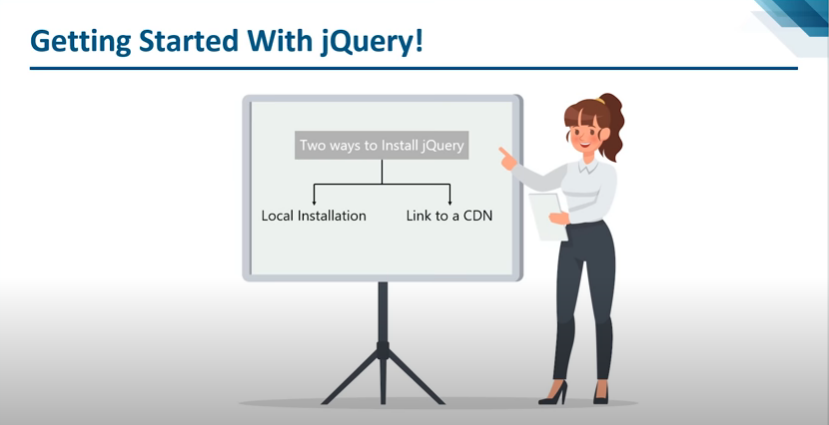 Getting Started With jQuery!
Two ways to Install jQuery
Local Installation
Link to a CDN